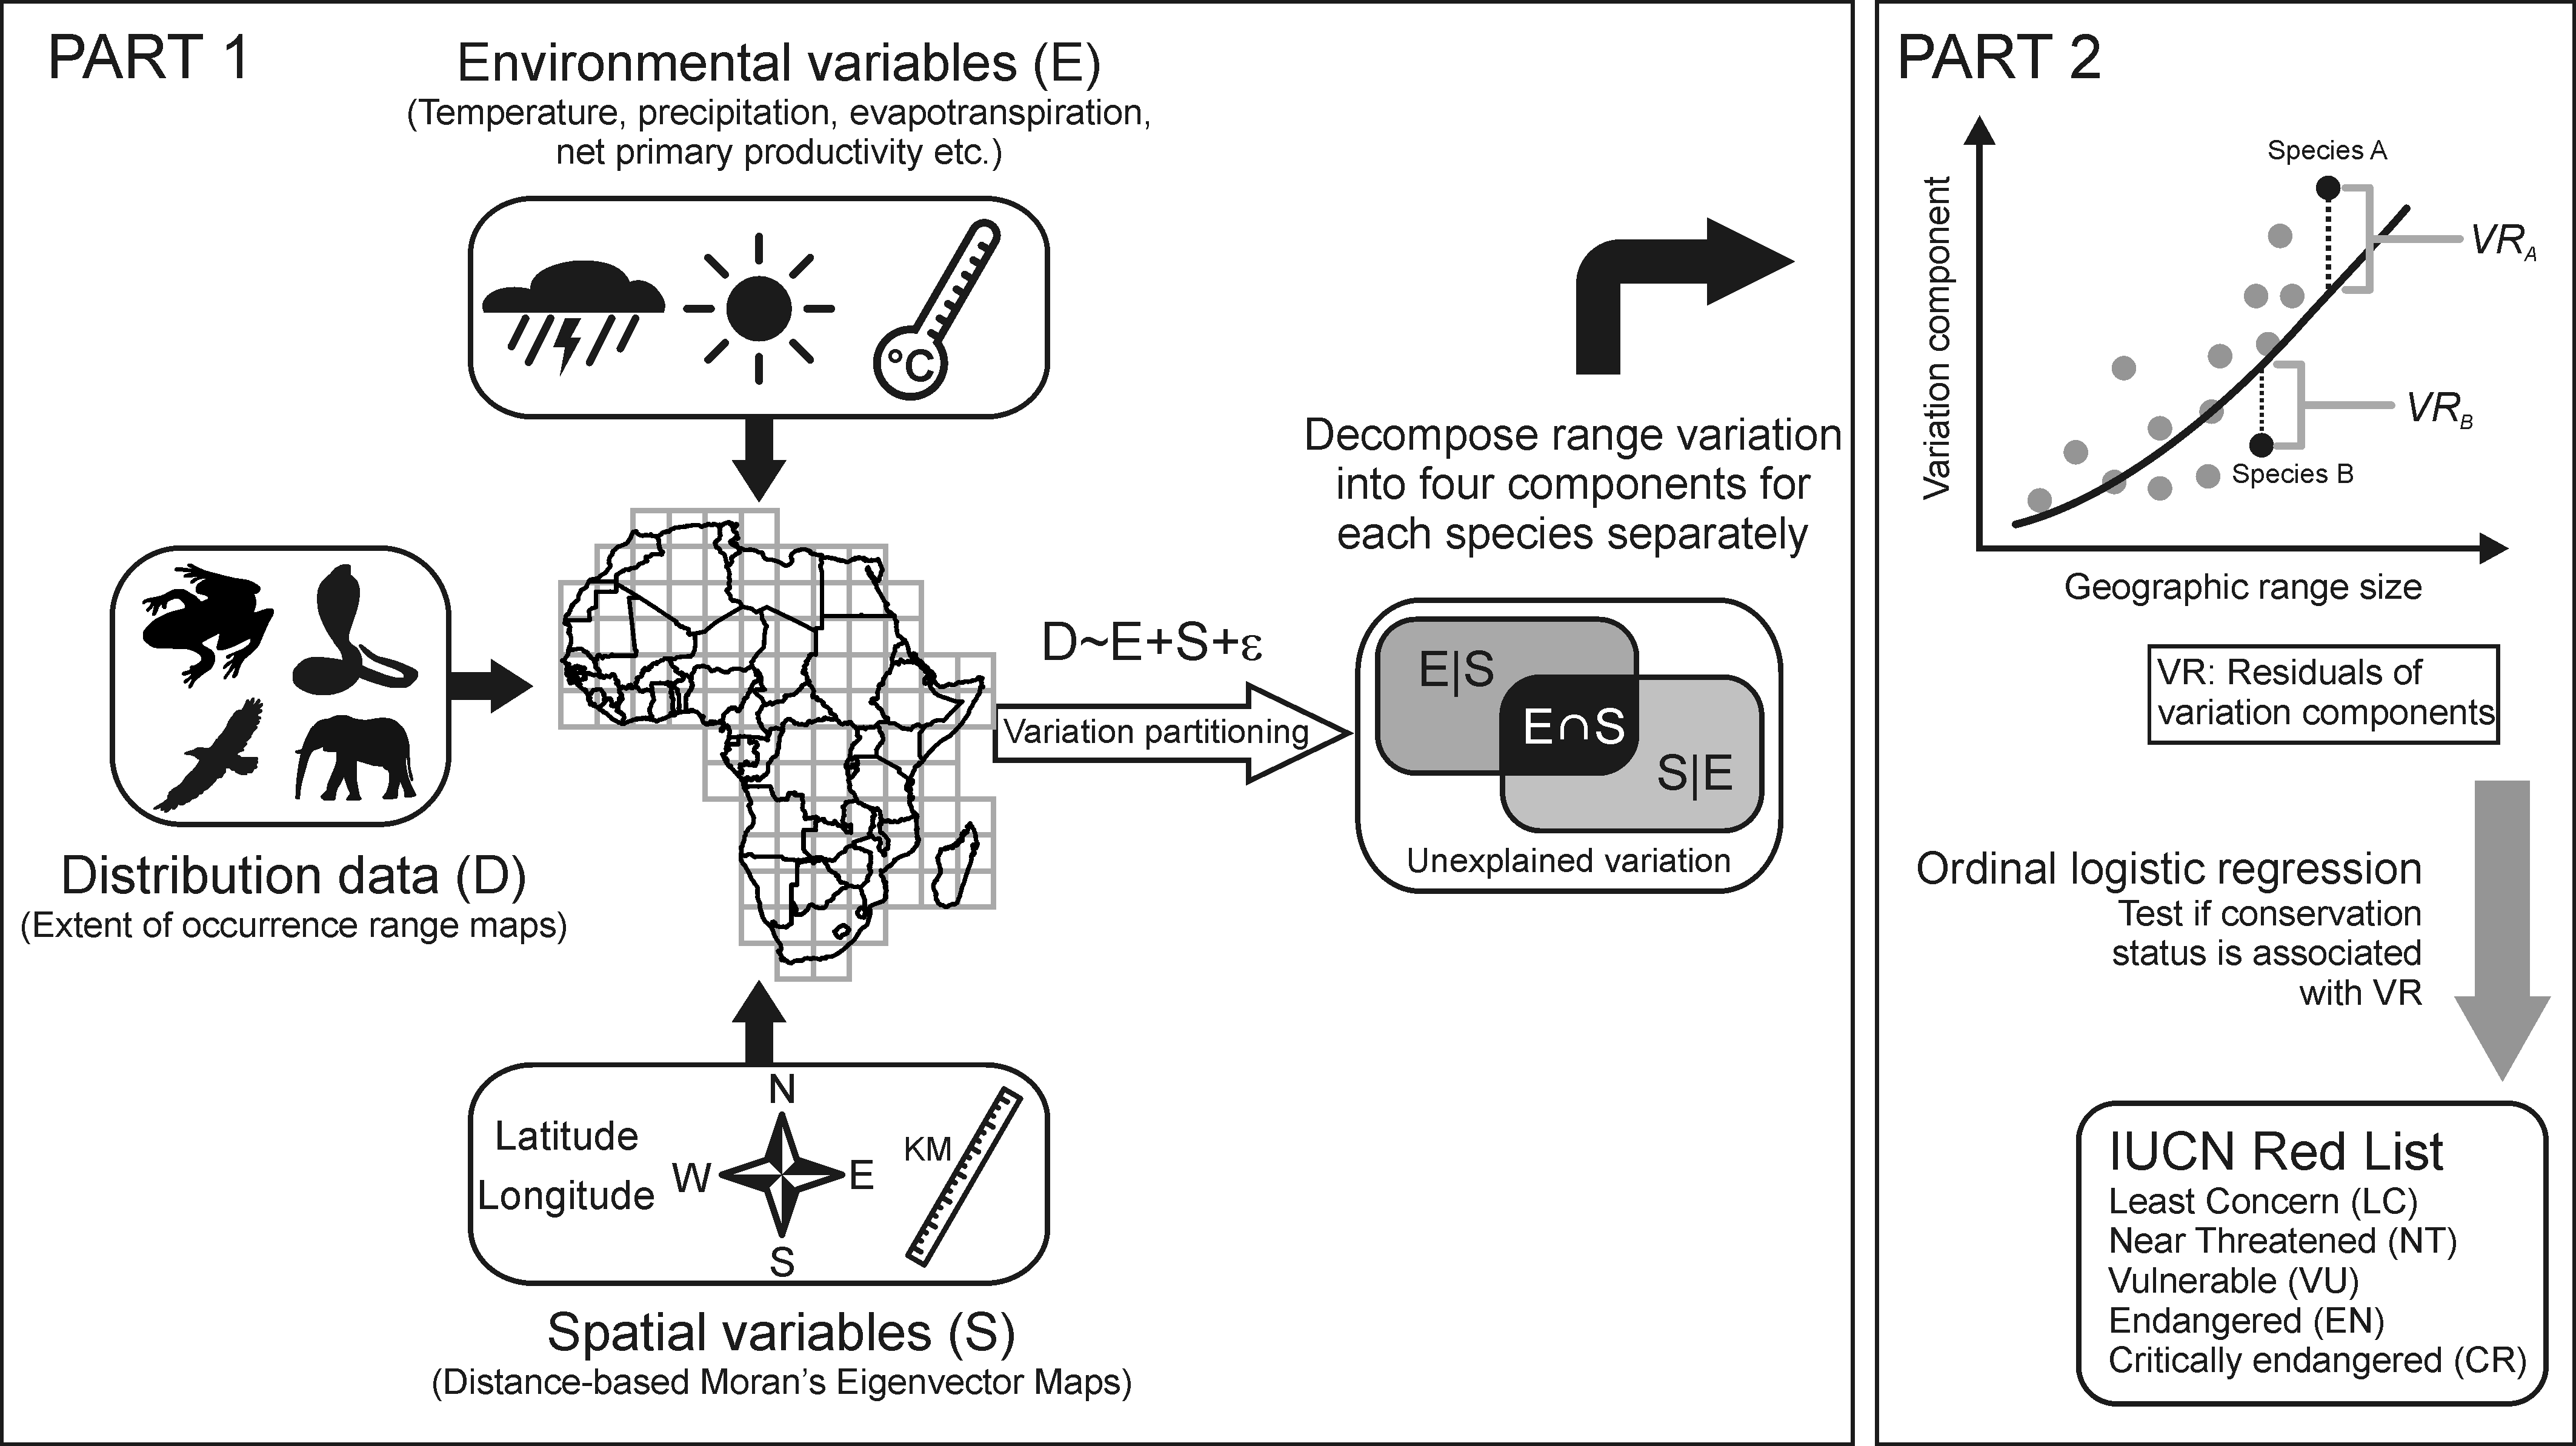 PART 1
Environmental variables (E)
(Temperature, precipitation, evapotranspiration,
net primary productivity etc.)
°C
Distribution data (D)
(Extent of occurrence range maps)
Latitude
Longitude
N
W
E
S
KM
Spatial variables (S)
(Distance-based Moran's Eigenvector Maps)
D~E+S+ε
Variation partitioning
Decompose range variation
into four components for
each species separately
E|S
E∩S
S|E
Unexplained variation
PART 2
Variation component
Species A
VRA
VRB
Species B
Geographic range size
VR: Residuals of
variation components
Ordinal logistic regression
Test if conservation
status is associated
with VR
IUCN Red List
Least Concern (LC)
Near Threatened (NT)
Vulnerable (VU)
Endangered (EN)
Critically endangered (CR)